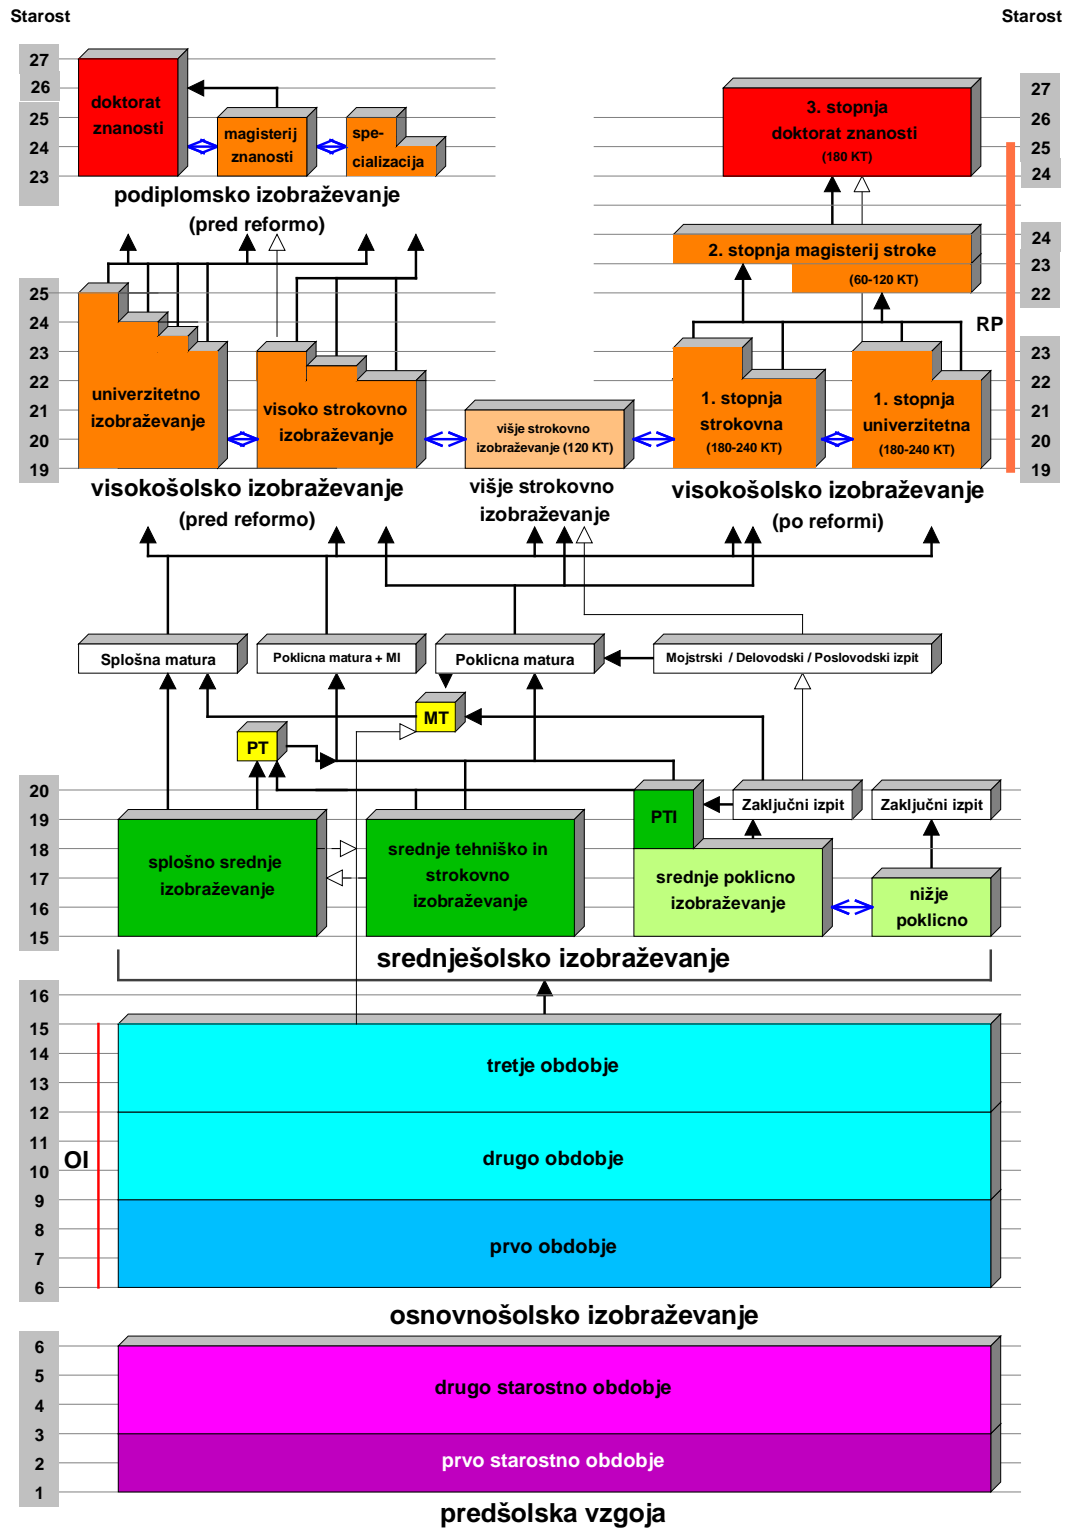 Starost
Starost
27
26
25
24
23
doktorat
znanosti
magisterij
znanosti
spe-
cializacija
podiplomsko izobraževanje
(pred reformo)
27
26
25
24
3. stopnja
doktorat znanosti
(180 KT)
24
23
22
2. stopnja magisterij stroke
(60-120 KT)
RP
25
24
23
22
21
20
19
univerzitetno
izobraževanje
visoko strokovno
izobraževanje
višje strokovno
izobraževanje (120 KT)
1. stopnja
strokovna
(180-240 KT)
1. stopnja
univerzitetna
(180-240 KT)
23
22
21
20
19
visokošolsko izobraževanje
(pred reformo)
višje strokovno
izobraževanje
visokošolsko izobraževanje
(po reformi)
Splošna matura
Poklicna matura + MI
Poklicna matura
Mojstrski / Delovodski / Poslovodski izpit
MT
PT
20
19
18
17
16
15
splošno srednje
izobraževanje
srednje tehniško in
strokovno
izobraževanje
PTI
Zaključni izpit
Zaključni izpit
srednje poklicno
izobraževanje
nižje
poklicno
srednješolsko izobraževanje
16
15
14
13
12
11
10
9
8
7
6
OI
tretje obdobje
drugo obdobje
prvo obdobje
osnovnošolsko izobraževanje
6
5
4
3
2
1
drugo starostno obdobje
prvo starostno obdobje
predšolska vzgoja